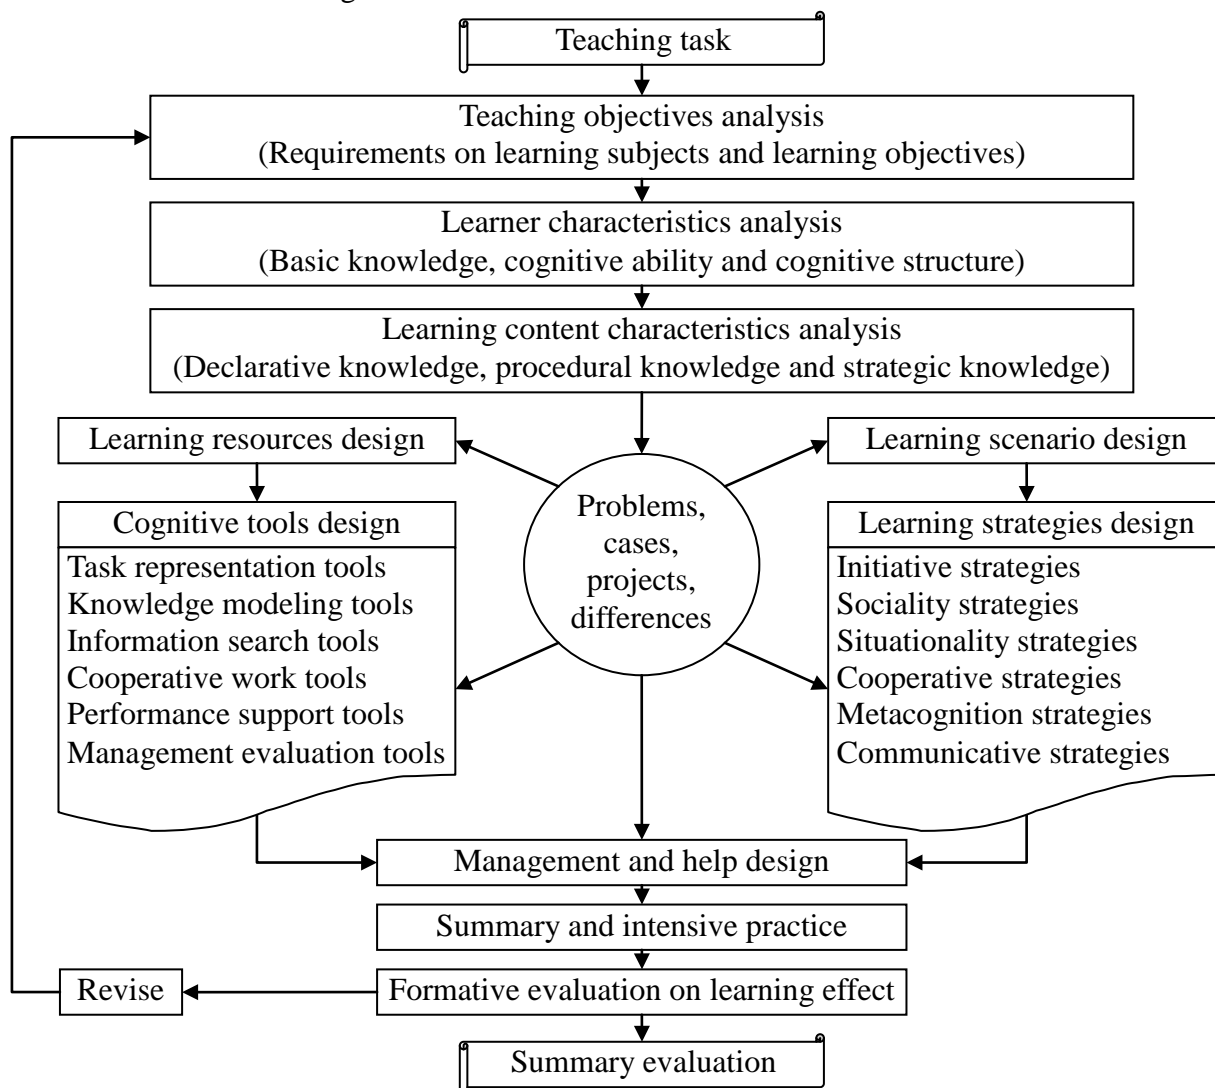 Teaching task
Teaching objectives analysis
(Requirements on learning subjects and learning objectives)
Learner characteristics analysis
(Basic knowledge, cognitive ability and cognitive structure)
Learning content characteristics analysis
(Declarative knowledge, procedural knowledge and strategic knowledge)
Learning resources design
Cognitive tools design
Task representation tools
Knowledge modeling tools
Information search tools
Cooperative work tools
Performance support tools
Management evaluation tools
Problems,
cases,
projects,
differences
Learning scenario design
Learning strategies design
Initiative strategies
Sociality strategies
Situationality strategies
Cooperative strategies
Metacognition strategies
Communicative strategies
Management and help design
Summary and intensive practice
Formative evaluation on learning effect
Revise
Summary evaluation